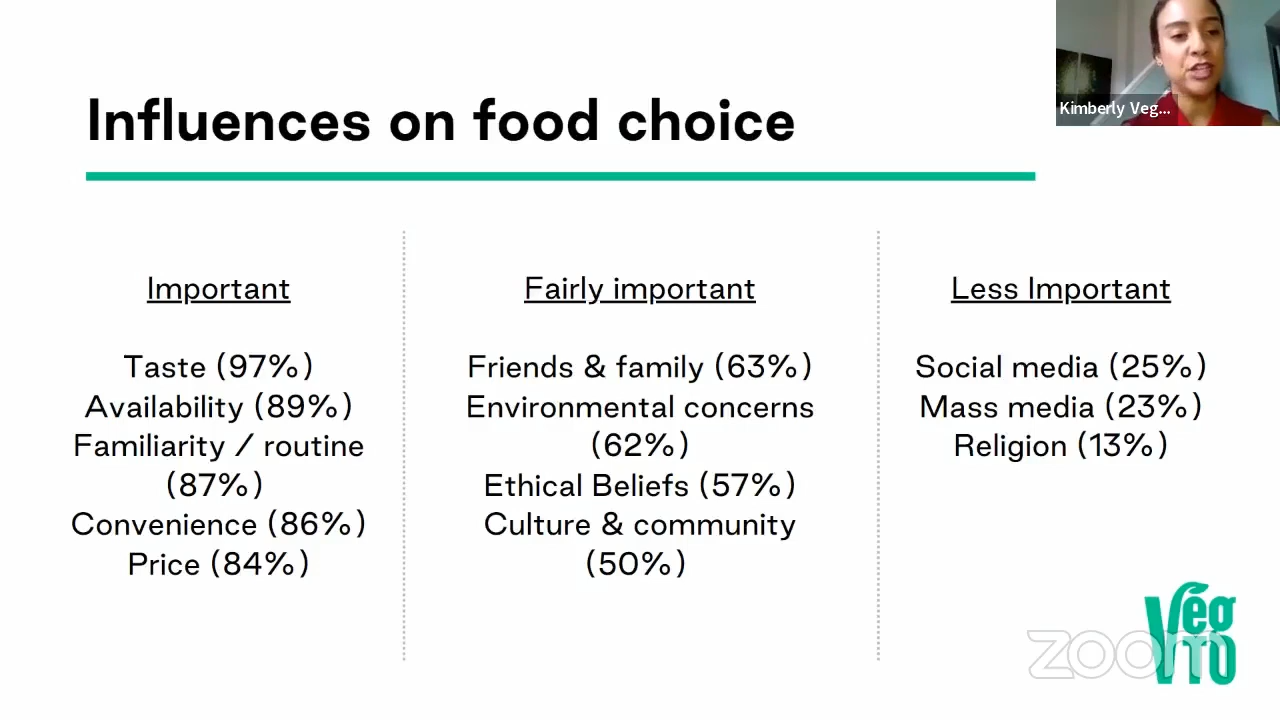 Influences on food choice
Kimberly Veg...
Important
Taste (97%)
Availability (89%)
Familiarity / routine
(87%)
Convenience (86%)
Price (84%)
Fairly important
Friends & family (63%)
Environmental concerns
(62%)
Ethical Beliefs (57%)
Culture & community
(50%)
Less Important
Social media (25%)
Mass media (23%)
Religion (13%)
Veg
TO
zoom